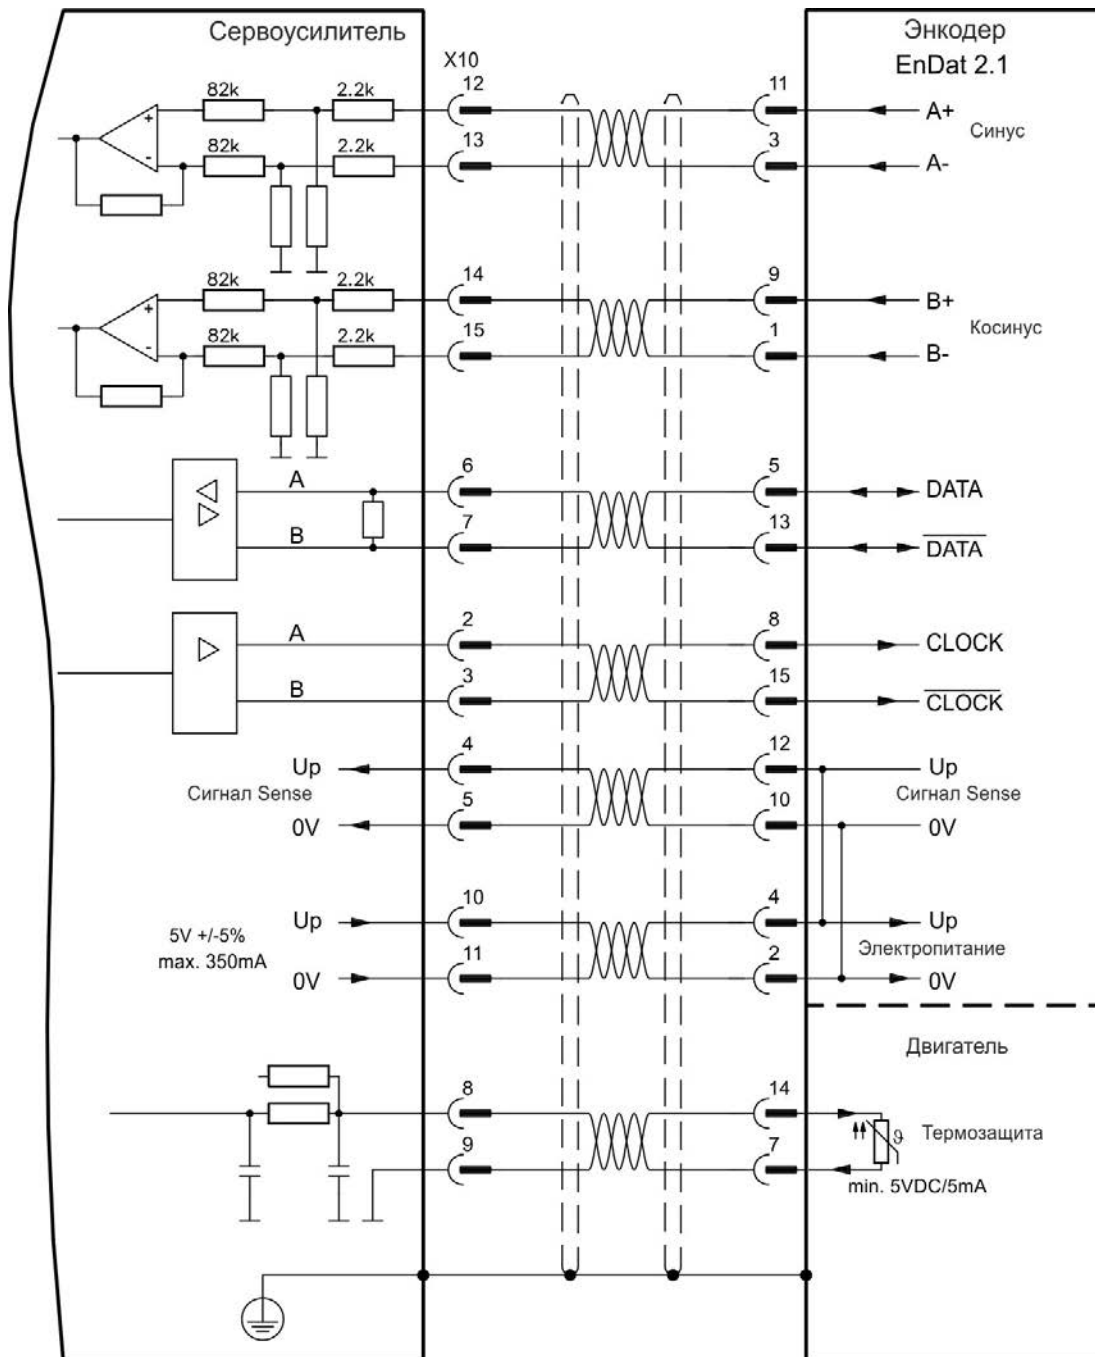 Сервоусилитель
Энкодер
EnDat 2.1
X10
82k 2.2k 12 11 A+
+
Синус
-
82k 2.2k 13 3 A-
82k 2.2k 14 9 B+
+
Косинус
-
82k 2.2k 15 1 B-
A 6 5 DATA
B 7 13 DATA
A 2 8 CLOCK
B 3 15 CLOCK
Up 4 12 Up
Сигнал Sense Сигнал Sense
0V 5 10 0V
Up 10 4 Up
5V +/-5%
max. 350mA
Электропитание
0V 11 2 0V
Двигатель
8 14
ϑ Термозащита
9 7
min. 5VDC/5mA